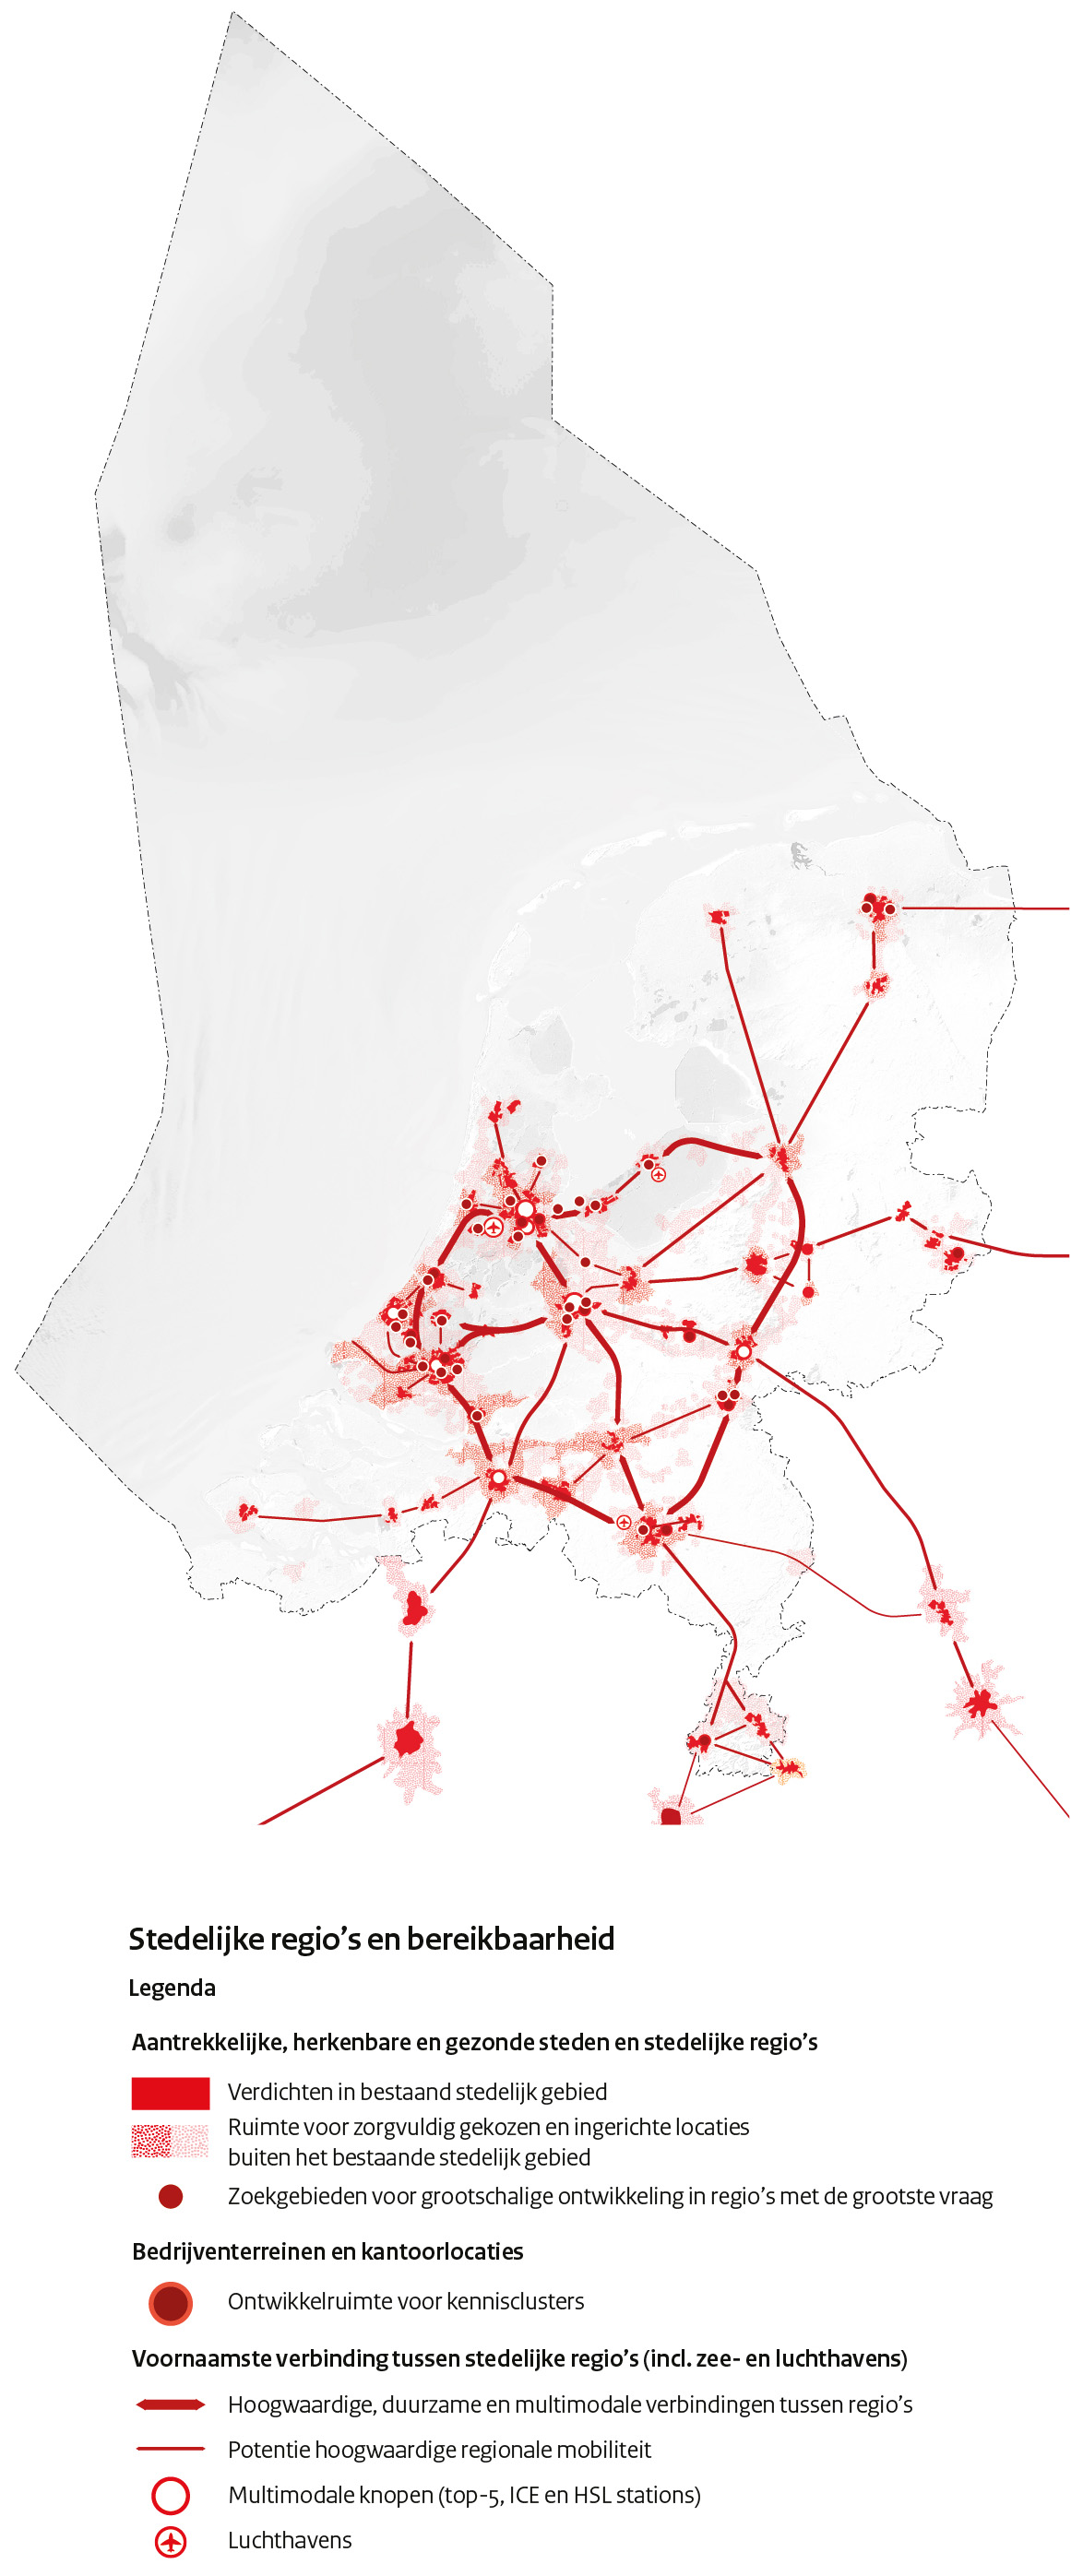 Stedelijke regio’s en bereikbaarheid
Legenda
Aantrekkelijke, herkenbare en gezonde steden en stedelijke regio’s
Verdichten in bestaand stedelijk gebied
Ruimte voor zorgvuldig gekozen en ingerichte locaties
buiten het bestaande stedelijk gebied
Zoekgebieden voor grootschalige ontwikkeling in regio’s met de grootste vraag
Bedrijventerreinen en kantoorlocaties
Ontwikkelruimte voor kennisclusters
Voornaamste verbinding tussen stedelijke regio’s (incl. zee- en luchthavens)
Hoogwaardige, duurzame en multimodale verbindingen tussen regio’s
Potentie hoogwaardige regionale mobiliteit
Multimodale knopen (top-5, ICE en HSL stations)
Luchthavens